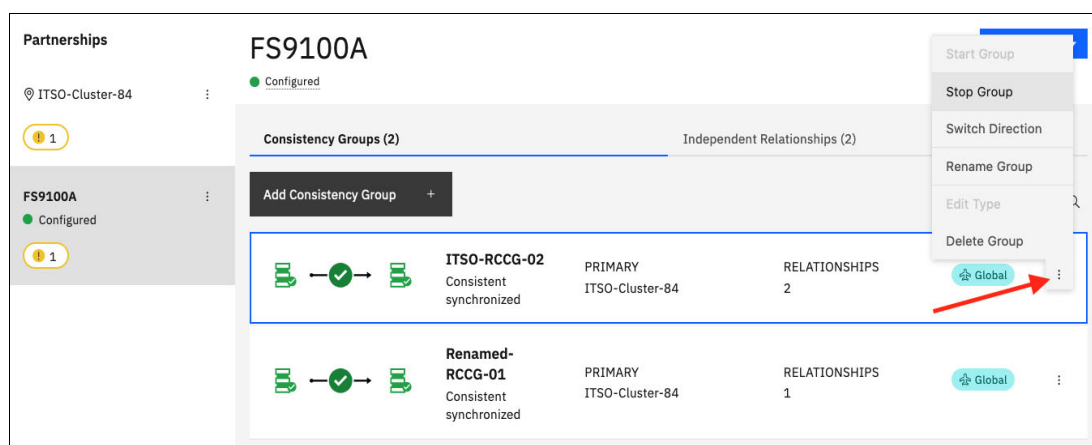 Partnerships
ITSO-Cluster-84
1
FS9100A
Configured
1
FS9100A
Configured
Consistency Groups (2)
Independent Relationships (2)
Add Consistency Group +
ITSO-RCCG-02
Consistent
synchronized
PRIMARY
ITSO-Cluster-84
RELATIONSHIPS
2
Global
Renamed-
RCCG-01
Consistent
synchronized
PRIMARY
ITSO-Cluster-84
RELATIONSHIPS
1
Global
Start Group
Stop Group
Switch Direction
Rename Group
Edit Type
Delete Group